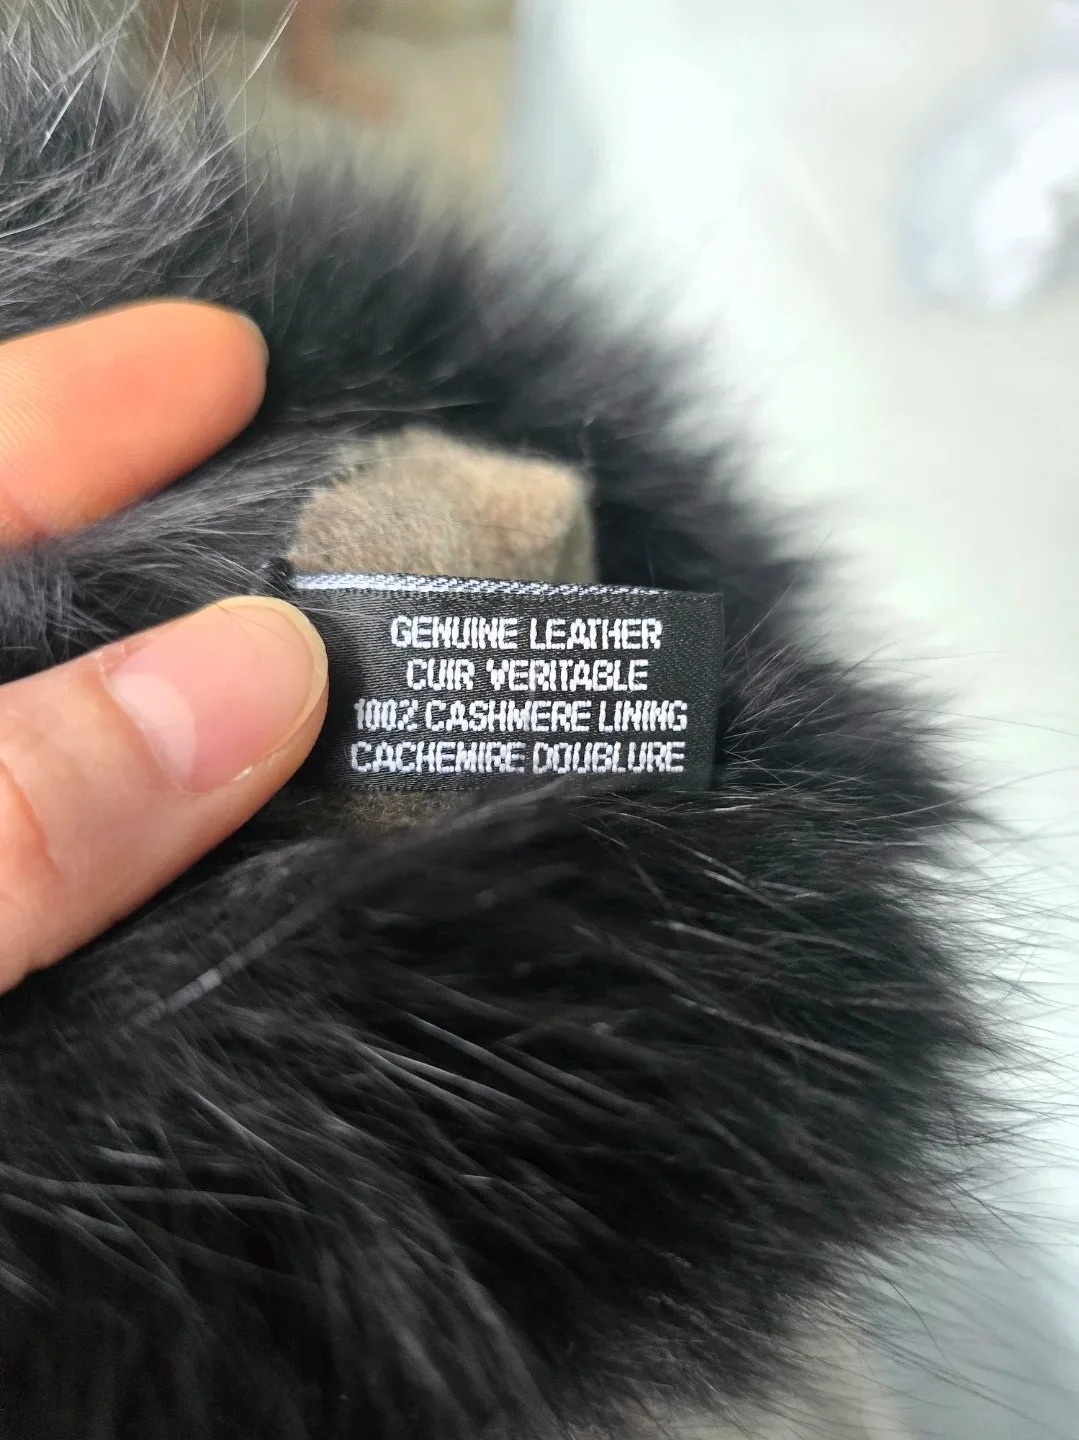 GENUINE LEATHER
CUIR VERITABLE
100% CASHMERE LINING
CACHEMIRE DOUBLURE